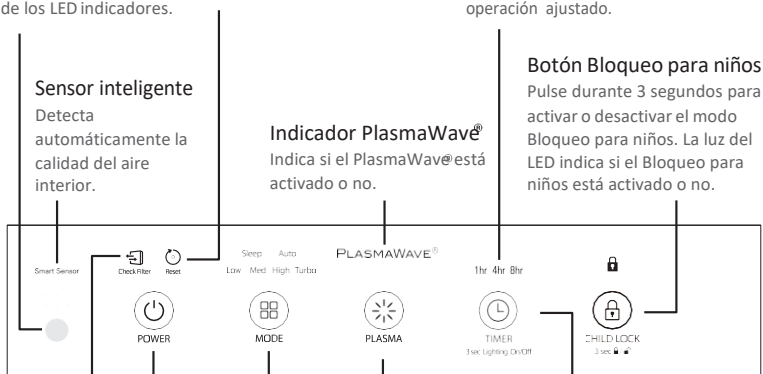 de los LED indicadores.
operación ajustado.
Sensor inteligente
Detecta
automáticamente la
calidad del aire
interior.
Indicador PlasmaWave®
Indica si el PlasmaWave® está
activado o no.
Botón Bloqueo para niños
Pulse durante 3 segundos para
activar o desactivar el modo
Bloqueo para niños. La luz del
LED indica si el Bloqueo para
niños está activado o no.
Smart Sensor
Check Filter
Reset
Sleep Auto
Low Med High Turbo
PLASMAWAVE®
1hr 4hr 8hr
POWER
MODE
PLASMA
TIMER
3 sec Lighting On/Off
CHILD LOCK
3 sec